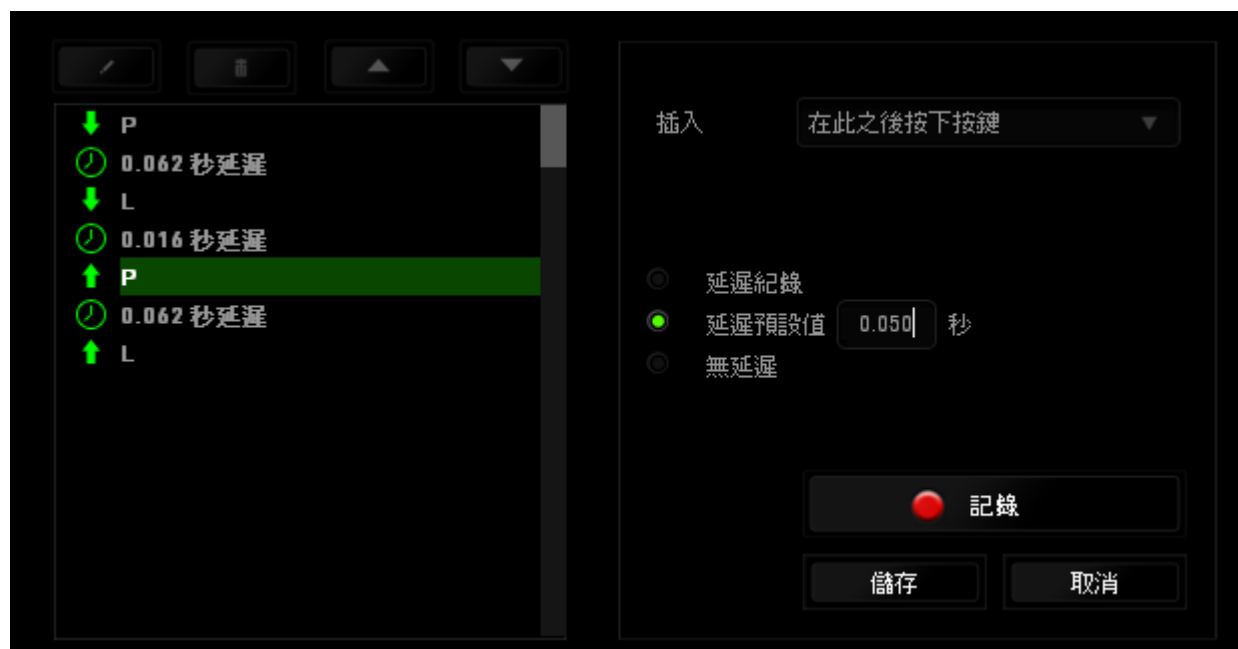 P
0.062 秒延遲
L
0.016 秒延遲
P
0.062 秒延遲
L
插入
在此之後按下按鍵
延遲紀錄
延遲預設值 0.050 秒
無延遲
記錄
儲存
取消